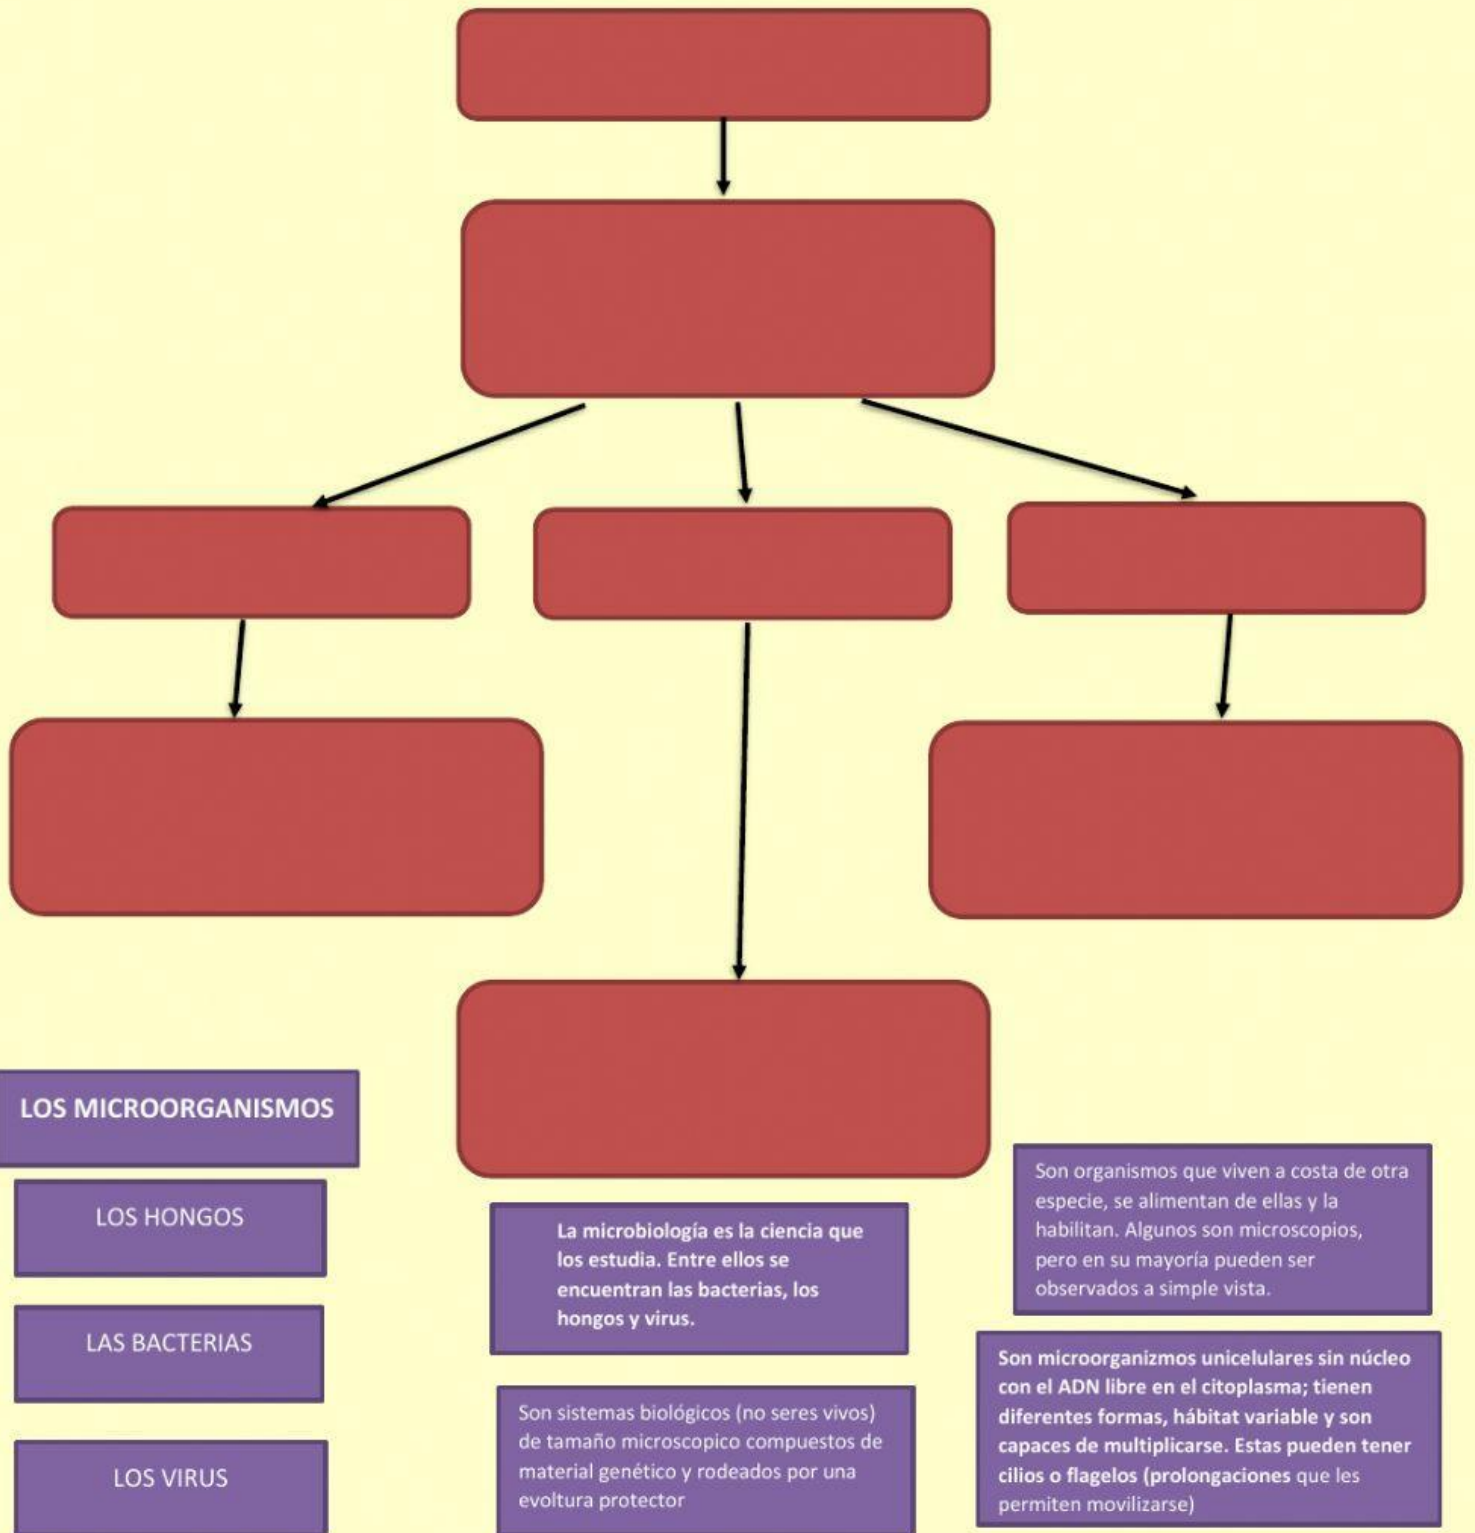 LOS MICROORGANISMOS
LOS HONGOS
LAS BACTERIAS
LOS VIRUS
La microbiología es la ciencia que
los estudia. Entre ellos se
encuentran las bacterias, los
hongos y virus.
Son sistemas biológicos (no seres vivos)
de tamaño microscopico compuestos de
material genético y rodeados por una
evoltura protector
Son organismos que viven a costa de otra
especie, se alimentan de ellas y la
habilitan. Algunos son microscopios,
pero en su mayoría pueden ser
observados a simple vista.
Son microorganizmos unicelulares sin núcleo
con el ADN libre en el citoplasma; tienen
diferentes formas, hábitat variable y son
capaces de multiplicarse. Estas pueden tener
cilios o flagelos (prolongaciones que les
permiten movilizarse)